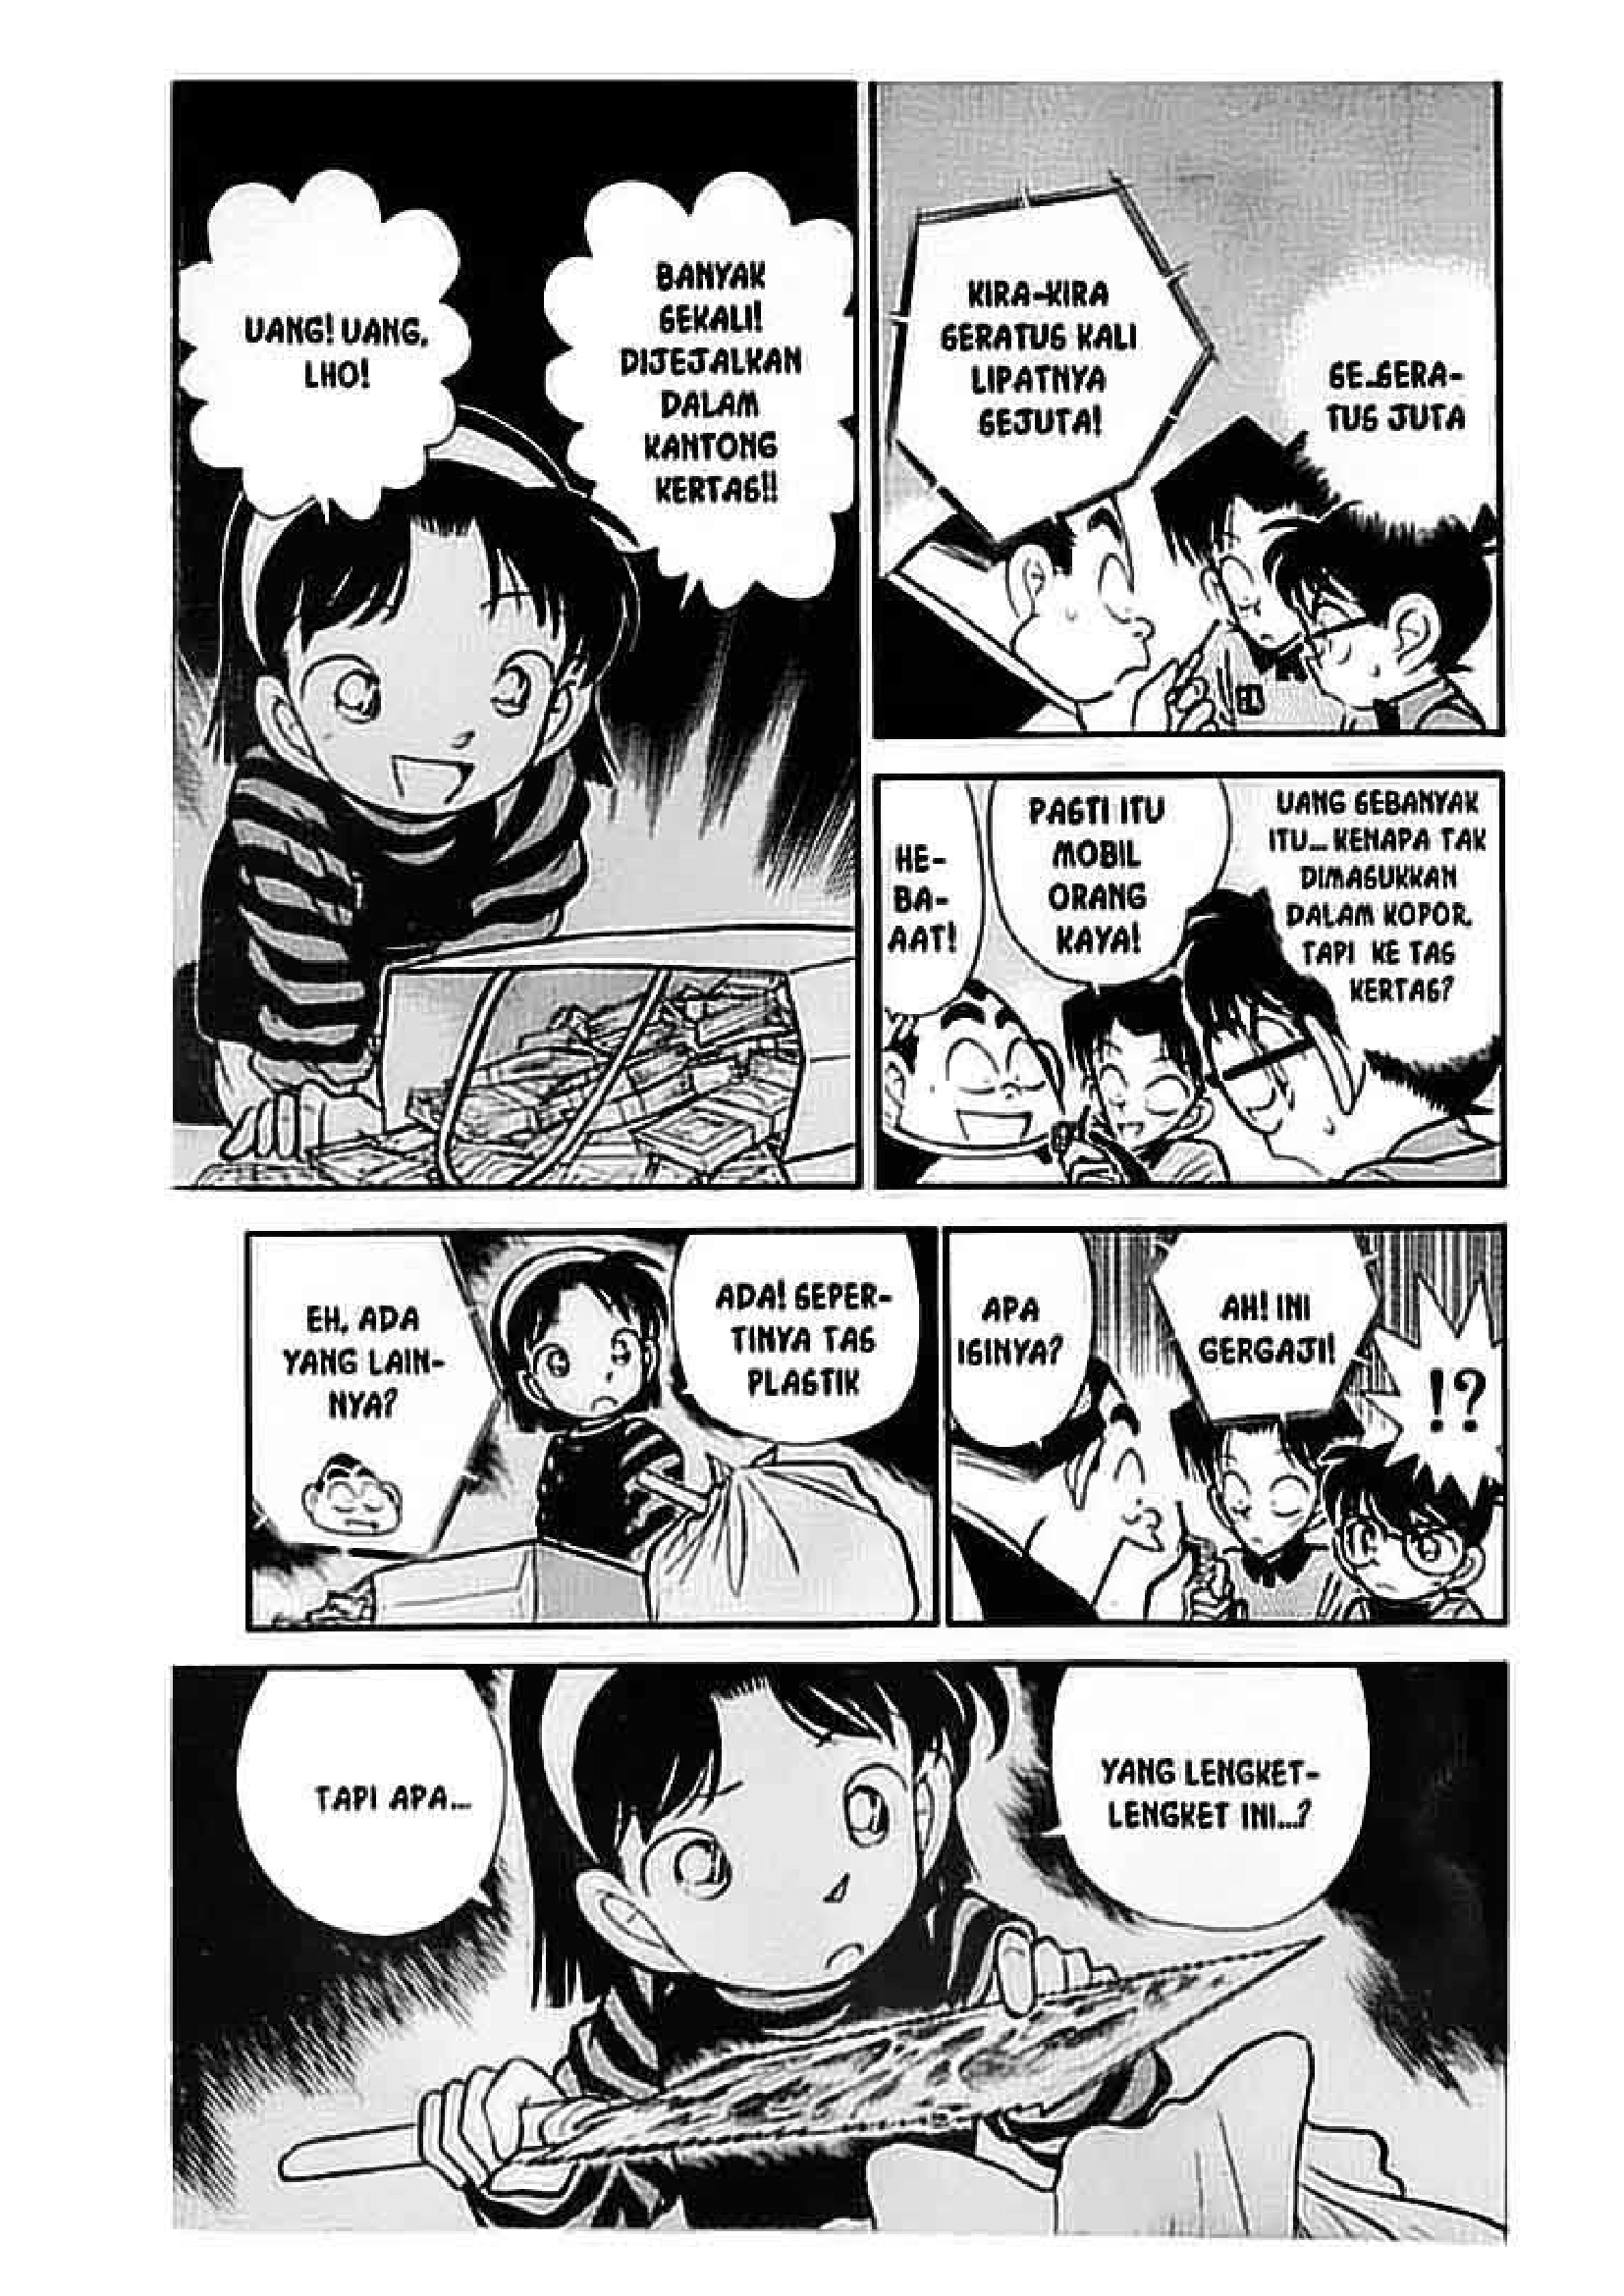 UANG! UANG,
LHO!
BANYAK
SEKALI!
DIJEJALKAN
DALAM
KANTONG
KERTAS!!
KIRA-KIRA
SERATUS KALI
LIPATNYA
SEJUTA!
SE..SERA-
TUS JUTA
HE-
BA-
AAT!
PASTI ITU
MOBIL
ORANG
KAYA!
UANG SEBANYAK
ITU... KENAPA TAK
DIMASUKKAN
DALAM KOPOR,
TAPI KE TAS
KERTAS?
EH, ADA
YANG LAIN-
NYA?
ADA! SEPER-
TINYA TAS
PLASTIK
APA
ISINYA?
AH! INI
GERGAJI!
!?
TAPI APA...
YANG LENGKET-
LENGKET INI...?